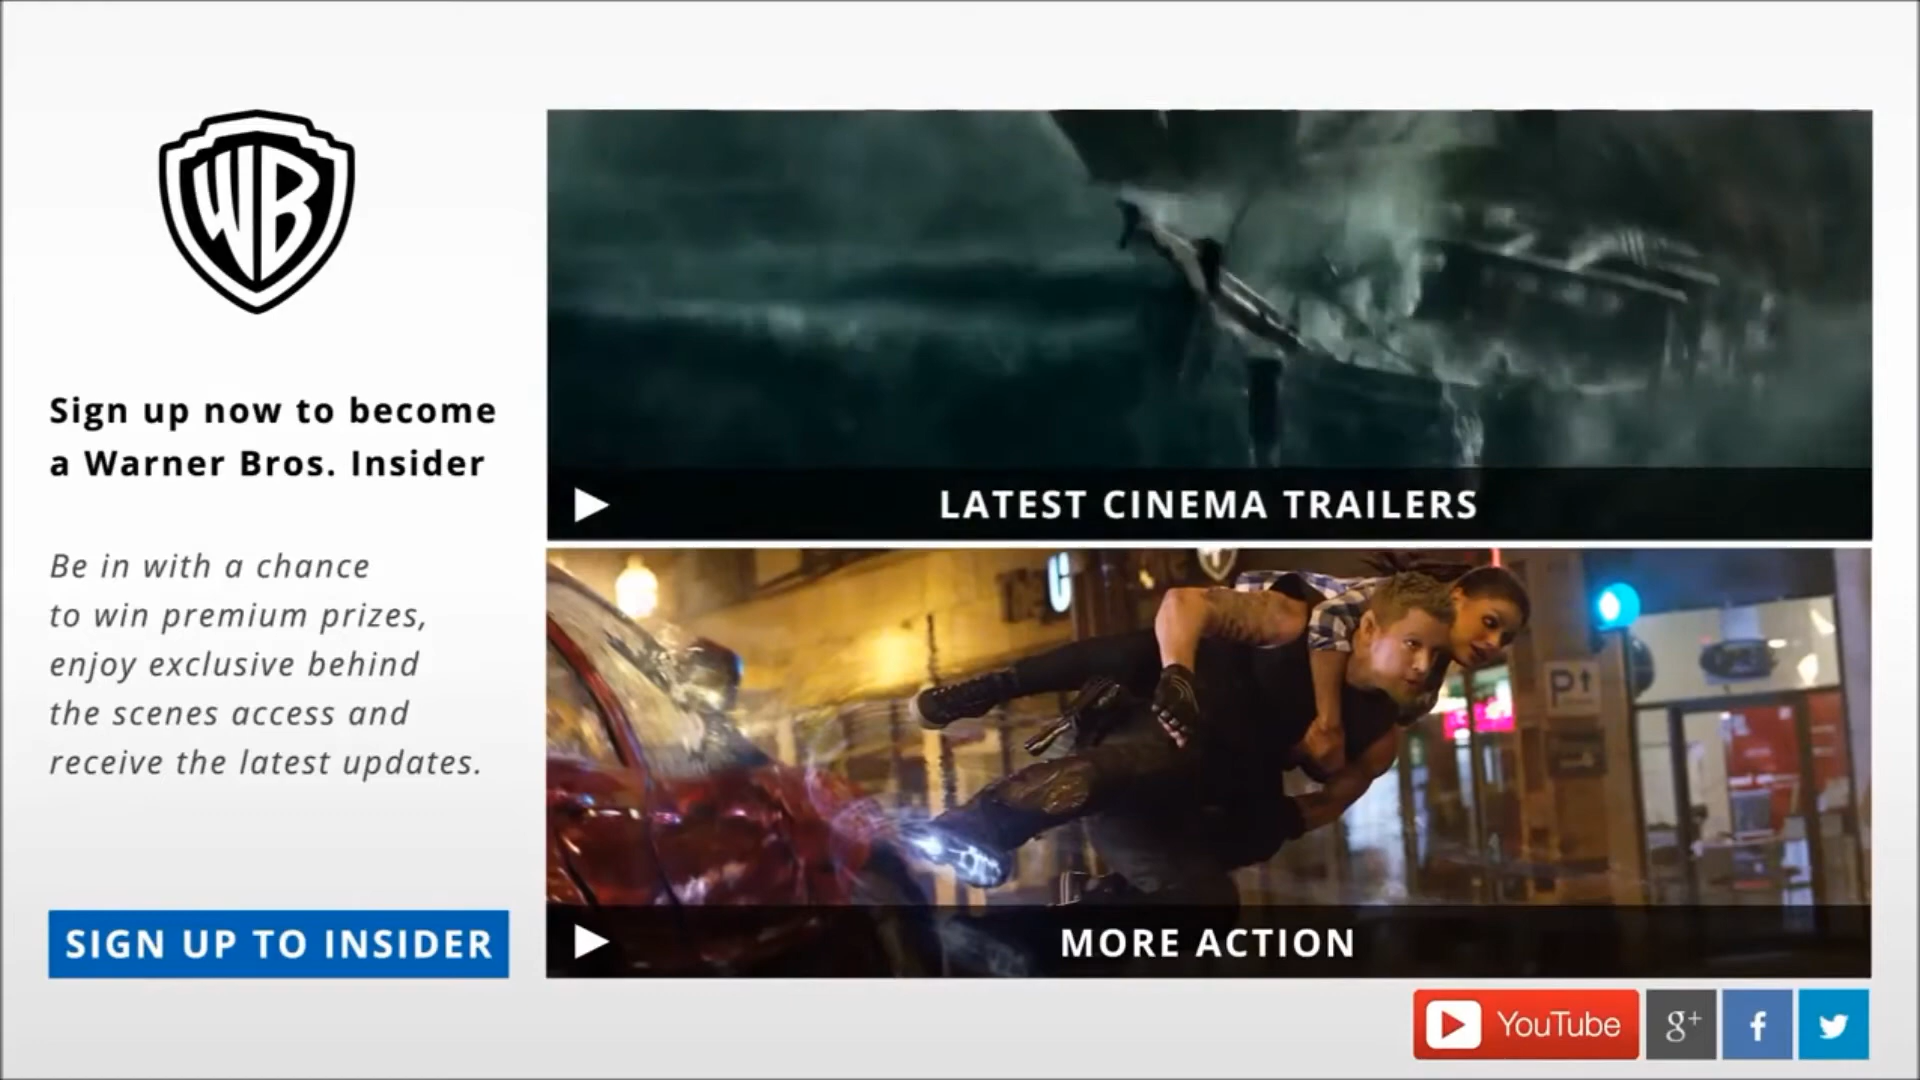 WB
Sign up now to become
a Warner Bros. Insider
Be in with a chance
to win premium prizes,
enjoy exclusive behind
the scenes access and
receive the latest updates.
SIGN UP TO INSIDER
LATEST CINEMA TRAILERS
P↑
MORE ACTION
YouTube
g+
f